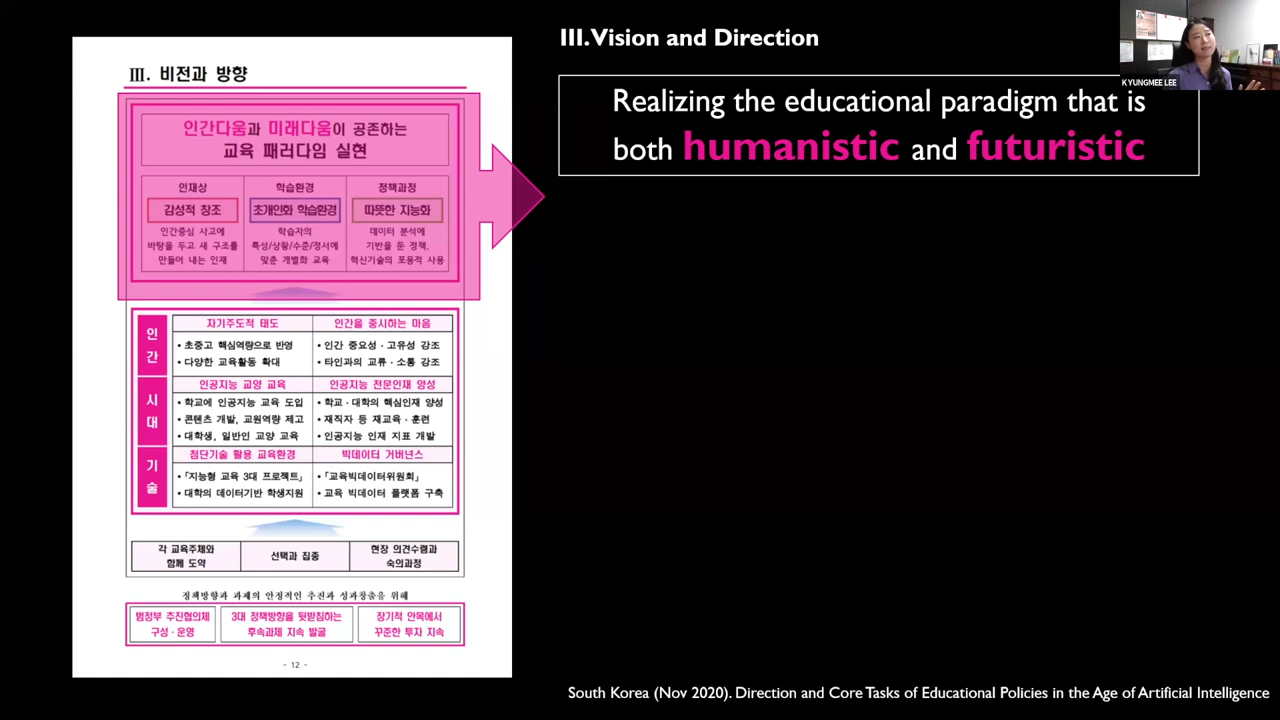 III. 비전과 방향
인간다움과 미래다움이 공존하는
교육 패러다임 실현
인재상
감성적 창조
인간중심 사고에
바탕을 두고 새 구조를
만들어 내는 인재
학습환경
초개인화 학습환경
학습자의
특성/상황/수준/정서에
맞춘 개별화 교육
정책과정
따뜻한 지능화
데이터 분석에
기반을 둔 정책,
혁신기술의 포용적 사용
인간
자기주도적 태도
• 초중고 핵심역량으로 반영
• 다양한 교육활동 확대
인간을 중시하는 마음
• 인간 중요성·고유성 강조
• 타인과의 교류·소통 강조
시대
인공지능 교양 교육
• 학교에 인공지능 교육 도입
• 콘텐츠 개발, 교원역량 제고
• 대학생, 일반인 교양 교육
인공지능 전문인재 양성
• 학교·대학의 핵심인재 양성
• 재직자 등 재교육·훈련
• 인공지능 인재 지표 개발
기술
첨단기술 활용 교육환경
•「지능형 교육 3대 프로젝트」
• 대학의 데이터기반 학생지원
빅데이터 거버넌스
•「교육빅데이터위원회」
• 교육 빅데이터 플랫폼 구축
각 교육주체와
함께 도약
선택과 집중
현장 의견수렴과
숙의과정
정책방향과 과제의 안정적인 추진과 성과창출을 위해
범정부 추진협의체
구성·운영
3대 정책방향을 뒷받침하는
후속과제 지속 발굴
장기적 안목에서
꾸준한 투자 지속
- 12 -
III. Vision and Direction
Realizing the educational paradigm that is
both humanistic and futuristic
KYUNGMEE LEE
South Korea (Nov 2020). Direction and Core Tasks of Educational Policies in the Age of Artificial Intelligence